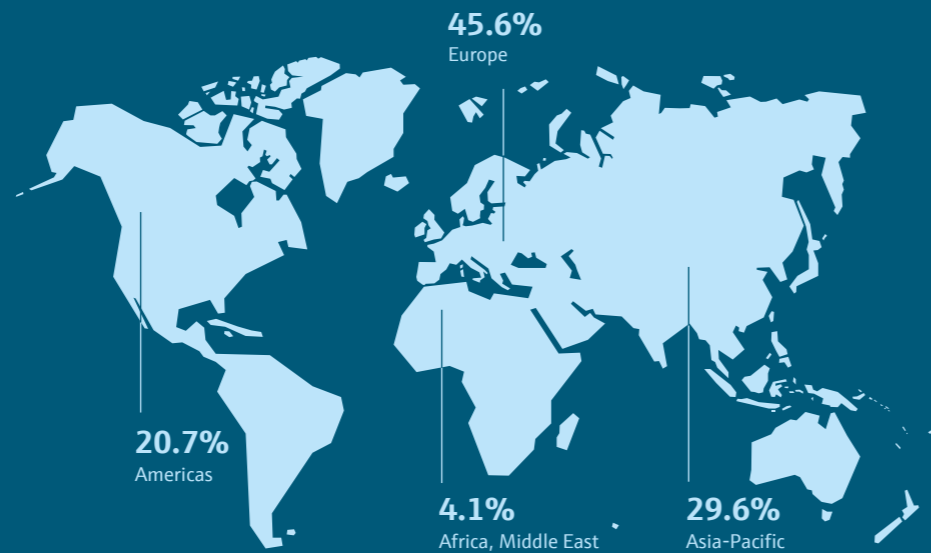 45.6%
Europe
20.7%
Americas
4.1%
Africa, Middle East
29.6%
Asia-Pacific